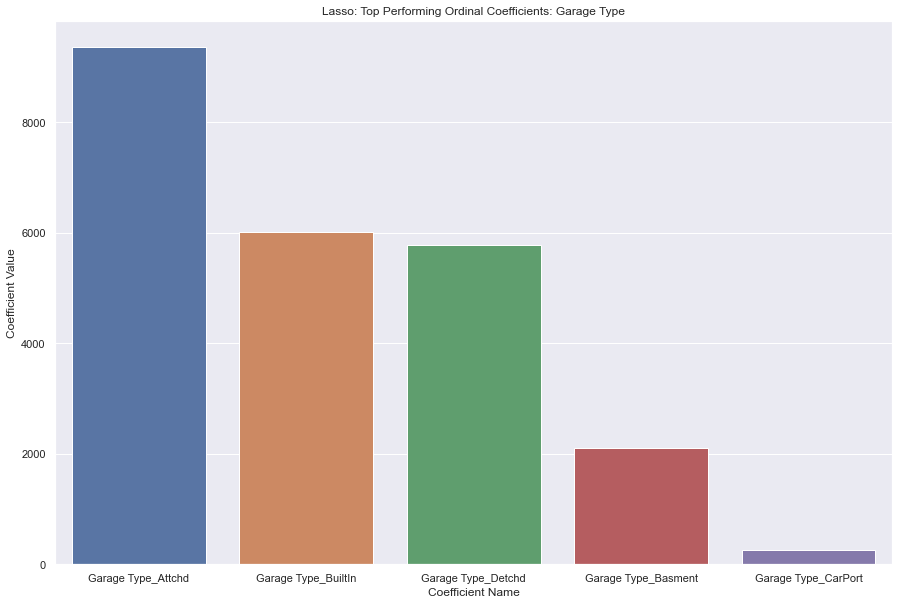 Lasso: Top Performing Ordinal Coefficients: Garage Type
Coefficient Value
8000
6000
4000
2000
0
Garage Type_Attchd
Garage Type_BuiltIn
Garage Type_Detchd
Garage Type_Basment
Garage Type_CarPort
Coefficient Name